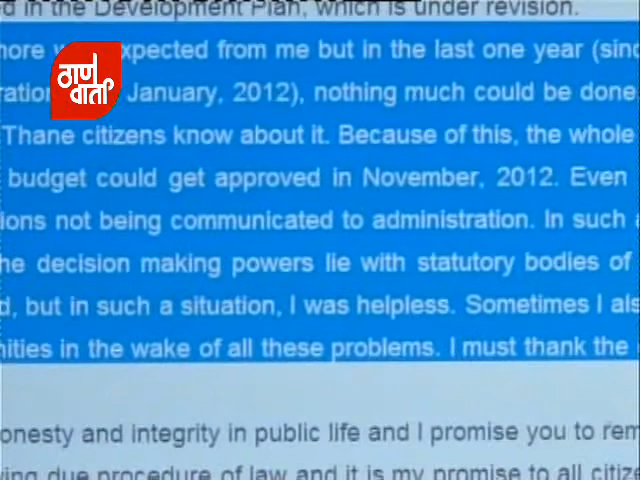 ed in the Development Plan, which is under revision.
more expected from me but in the last one year (sinc
ठाणे
वार्ता
January, 2012), nothing much could be done
Thane citizens know about it. Because of this, the whole
budget could get approved in November, 2012. Even
ions not being communicated to administration. In such
he decision making powers lie with statutory bodies of
d, but in such a situation, I was helpless. Sometimes I als
nities in the wake of all these problems. I must thank the
onesty and integrity in public life and I promise you to rem
ving due procedure of law and it is my promise to all citize